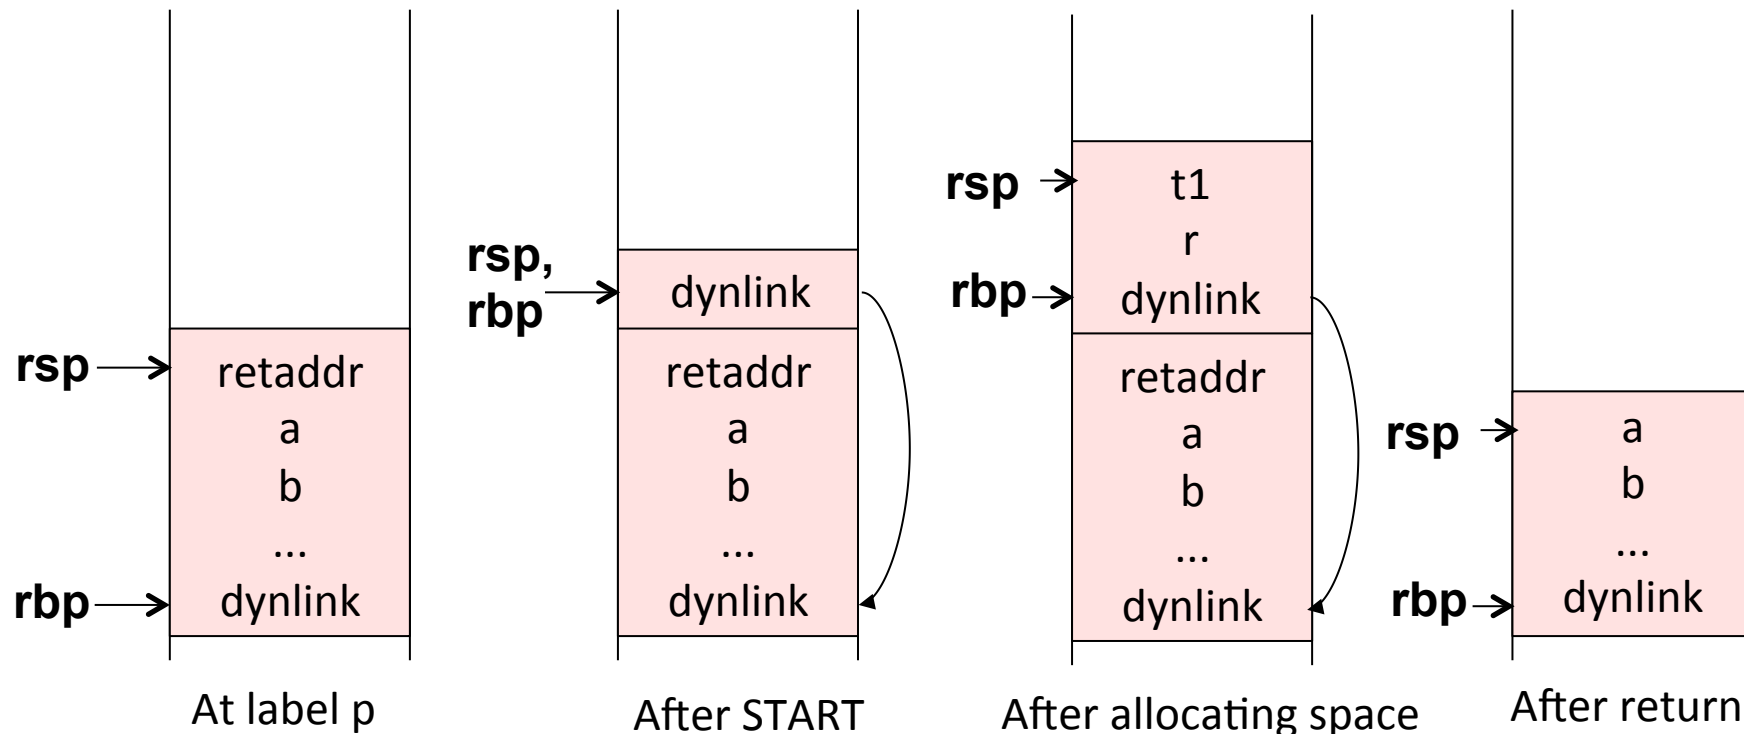 rsp
rbp
retaddr
a
b
...
dynlink
At label p
rsp,
rbp
dynlink
retaddr
a
b
...
dynlink
After START
rsp
rbp
t1
r
dynlink
retaddr
a
b
...
dynlink
After allocating space
rsp
rbp
a
b
...
dynlink
After return